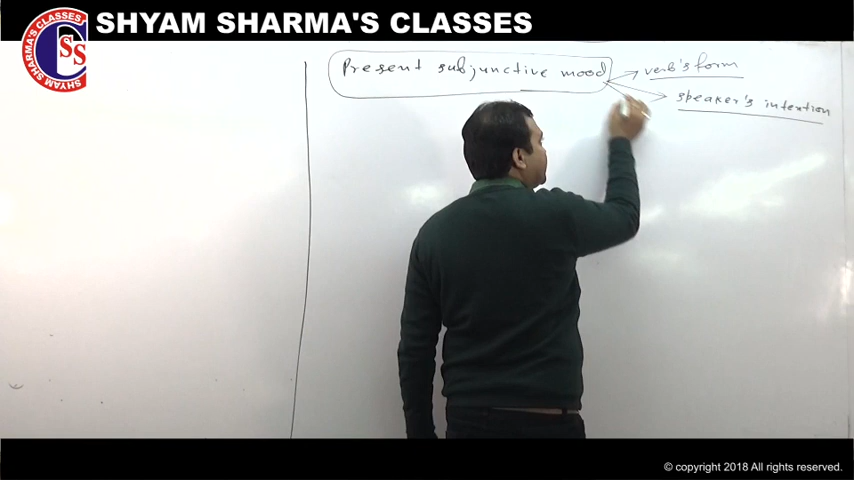 SHYAM SHARMA'S CLASSES
SHYAM SHARMA'S CLASSES
CSS
Present subjunctive mood
verb's form
speaker's intention
© copyright 2018 All rights reserved.